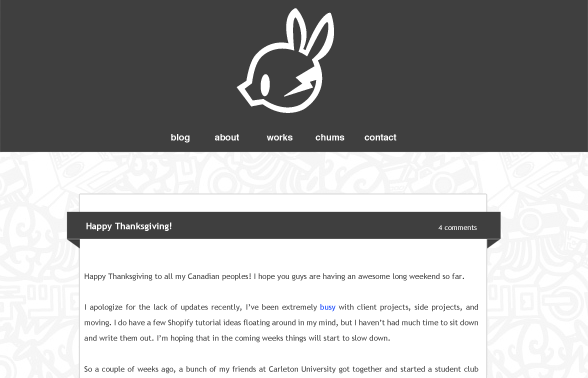 blog about works chums contact
Happy Thanksgiving! 4 comments
Happy Thanksgiving to all my Canadian peoples! I hope you guys are having an awesome long weekend so far.
I apologize for the lack of updates recently, I've been extremely busy with client projects, side projects, and
moving. I do have a few Shopify tutorial ideas floating around in my mind, but I haven't had much time to sit down
and write them out. I'm hoping that in the coming weeks things will start to slow down.
So a couple of weeks ago, a bunch of my friends at Carleton University got together and started a student club